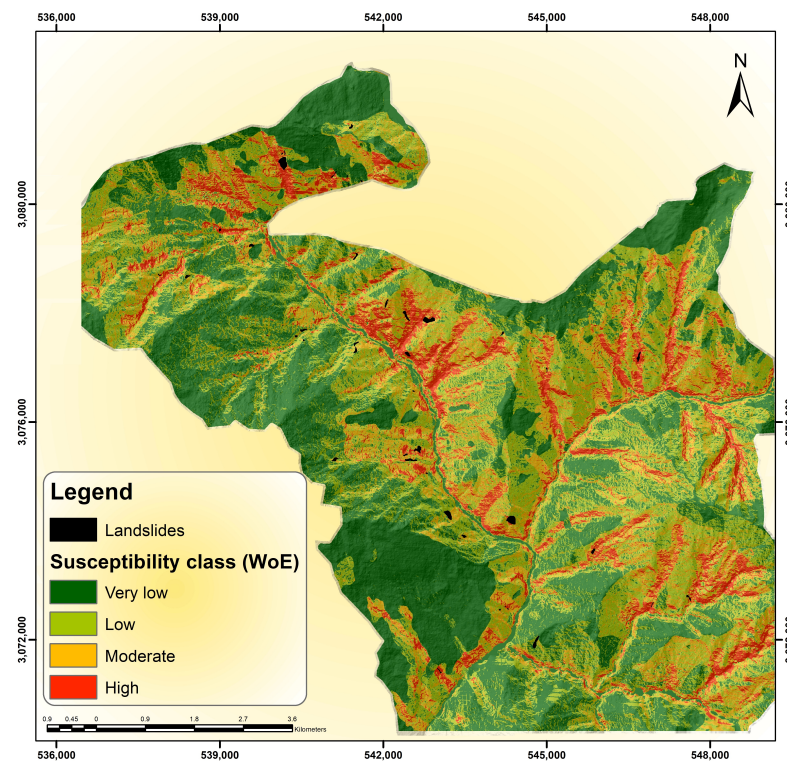 536,000 539,000 542,000 545,000 548,000
N
3,080,000
3,076,000
3,072,000
Legend
Landslides
Susceptibility class (WoE)
Very low
Low
Moderate
High
0.9 0.45 0 0.9 1.8 2.7 3.6
Kilometers
536,000 539,000 542,000 545,000 548,000